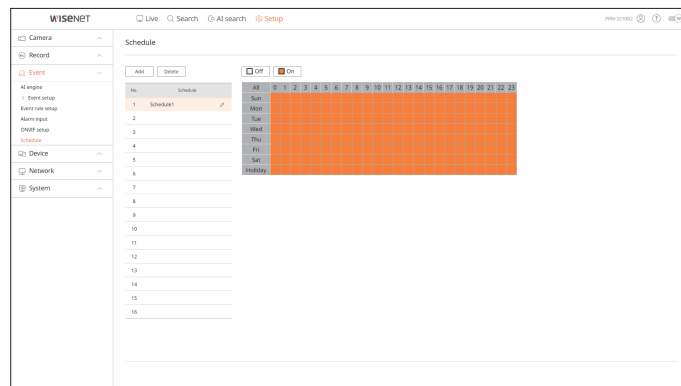 WISENET
Live Search AI search Setup
Camera
Record
Event
AI engine
> Event setup
Event rule setup
Alarm input
ONVIF setup
Schedule
Device
Network
System
Schedule
Add Delete
Off On
No. Schedule
1 Schedule1
2
3
4
5
6
7
8
9
10
11
12
13
14
15
16
All 0 1 2 3 4 5 6 7 8 9 10 11 12 13 14 15 16 17 18 19 20 21 22 23
Sun
Mon
Tue
Wed
Thu
Fri
Sat
Holiday